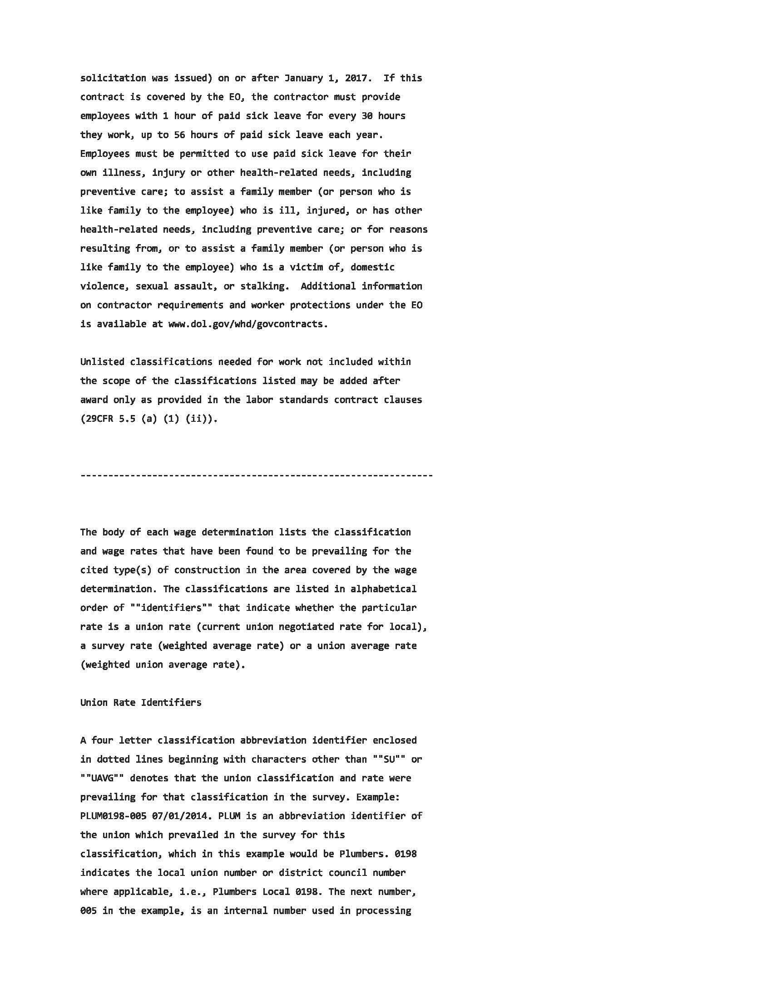 solicitation was issued) on or after January 1, 2017.  If this
contract is covered by the EO, the contractor must provide
employees with 1 hour of paid sick leave for every 30 hours
they work, up to 56 hours of paid sick leave each year.
Employees must be permitted to use paid sick leave for their
own illness, injury or other health-related needs, including
preventive care; to assist a family member (or person who is
like family to the employee) who is ill, injured, or has other
health-related needs, including preventive care; or for reasons
resulting from, or to assist a family member (or person who is
like family to the employee) who is a victim of, domestic
violence, sexual assault, or stalking.  Additional information
on contractor requirements and worker protections under the EO
is available at www.dol.gov/whd/govcontracts.

Unlisted classifications needed for work not included within
the scope of the classifications listed may be added after
award only as provided in the labor standards contract clauses
(29CFR 5.5 (a) (1) (ii)).

----------------------------------------------------------------

The body of each wage determination lists the classification
and wage rates that have been found to be prevailing for the
cited type(s) of construction in the area covered by the wage
determination. The classifications are listed in alphabetical
order of ""identifiers"" that indicate whether the particular
rate is a union rate (current union negotiated rate for local),
a survey rate (weighted average rate) or a union average rate
(weighted union average rate).

Union Rate Identifiers

A four letter classification abbreviation identifier enclosed
in dotted lines beginning with characters other than ""SU"" or
""UAVG"" denotes that the union classification and rate were
prevailing for that classification in the survey. Example:
PLUM0198-005 07/01/2014. PLUM is an abbreviation identifier of
the union which prevailed in the survey for this
classification, which in this example would be Plumbers. 0198
indicates the local union number or district council number
where applicable, i.e., Plumbers Local 0198. The next number,
005 in the example, is an internal number used in processing